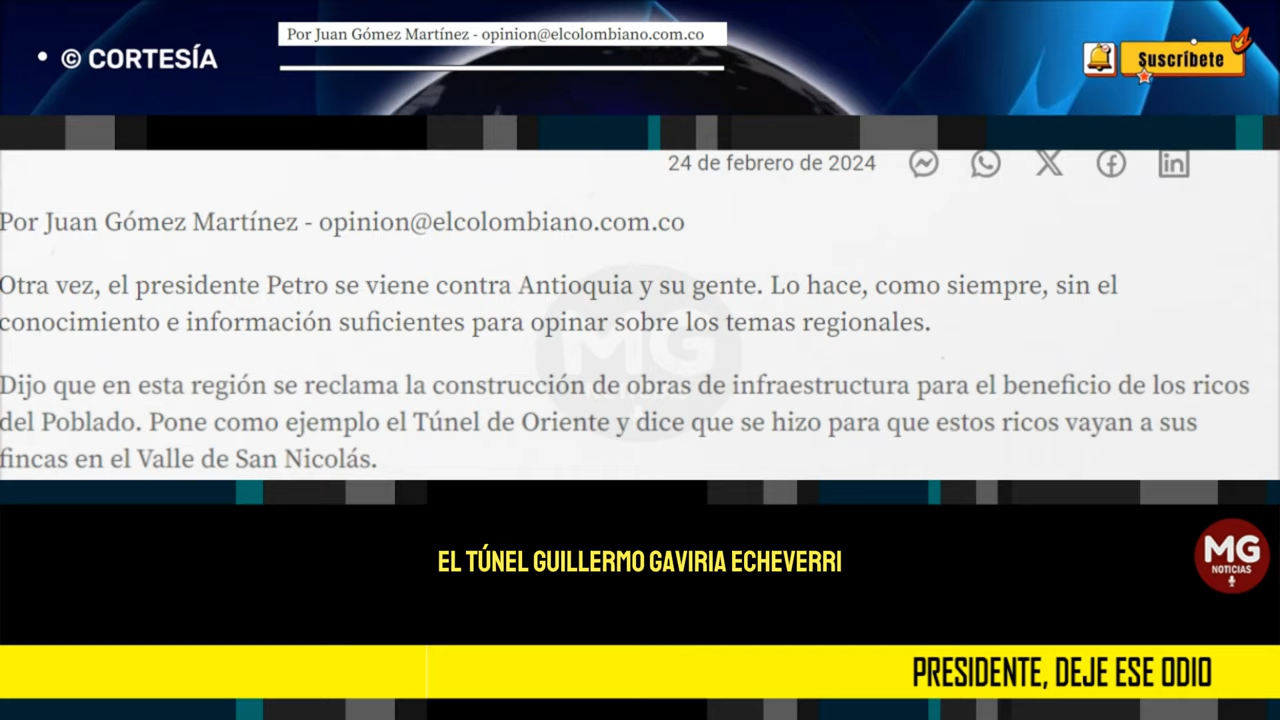 • © CORTESÍA
Por Juan Gómez Martínez - opinion@elcolombiano.com.co
Suscríbete
24 de febrero de 2024
Por Juan Gómez Martínez - opinion@elcolombiano.com.co
Otra vez, el presidente Petro se viene contra Antioquia y su gente. Lo hace, como siempre, sin el
conocimiento e información suficientes para opinar sobre los temas regionales.
Dijo que en esta región se reclama la construcción de obras de infraestructura para el beneficio de los ricos
del Poblado. Pone como ejemplo el Túnel de Oriente y dice que se hizo para que estos ricos vayan a sus
fincas en el Valle de San Nicolás.
MG
EL TÚNEL GUILLERMO GAVIRIA ECHEVERRI
MG
NOTICIAS
PRESIDENTE, DEJE ESE ODIO